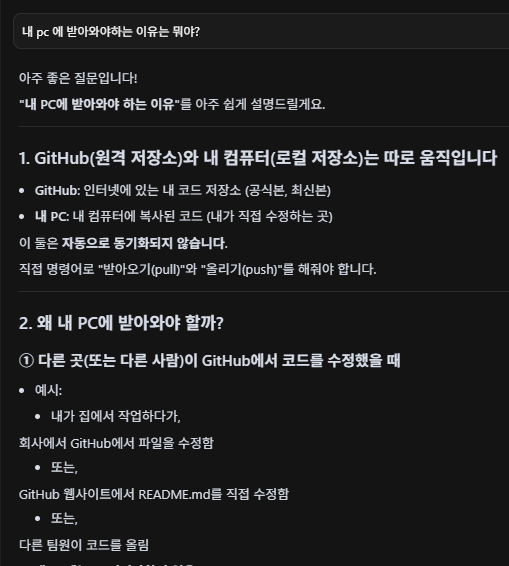 내 pc 에 받아와야하는 이유는 뭐야?
아주 좋은 질문입니다!
"내 PC에 받아와야 하는 이유"를 아주 쉽게 설명드릴게요.
1. GitHub(원격 저장소)와 내 컴퓨터(로컬 저장소)는 따로 움직입니다
• GitHub: 인터넷에 있는 내 코드 저장소 (공식본, 최신본)
• 내 PC: 내 컴퓨터에 복사된 코드 (내가 직접 수정하는 곳)
이 둘은 자동으로 동기화되지 않습니다.
직접 명령어로 "받아오기(pull)"와 "올리기(push)"를 해줘야 합니다.
2. 왜 내 PC에 받아와야 할까?
① 다른 곳(또는 다른 사람)이 GitHub에서 코드를 수정했을 때
• 예시:
• 내가 집에서 작업하다가,
회사에서 GitHub에서 파일을 수정함
• 또는,
GitHub 웹사이트에서 README.md를 직접 수정함
• 또는,
다른 팀원이 코드를 올림